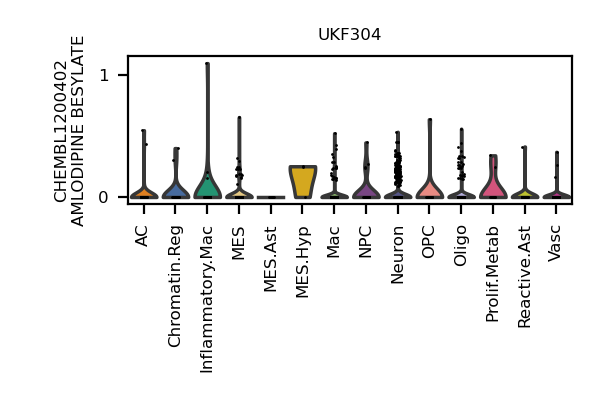 UKF304
CHEMBL1200402
AMLODIPINE BESYLATE
1
0
AC
Chromatin.Reg
Inflammatory.Mac
MES
MES.Ast
MES.Hyp
Mac
NPC
Neuron
OPC
Oligo
Prolif.Metab
Reactive.Ast
Vasc